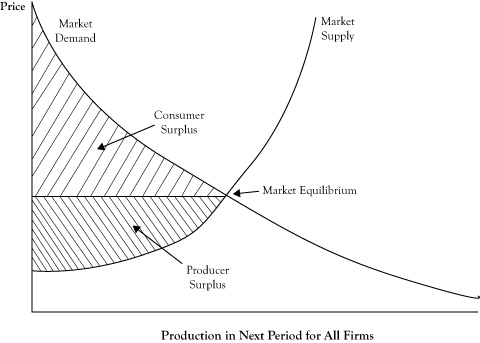 Price
Market
Demand
Market
Supply
Consumer
Surplus
Market Equilibrium
Producer
Surplus
Production in Next Period for All Firms